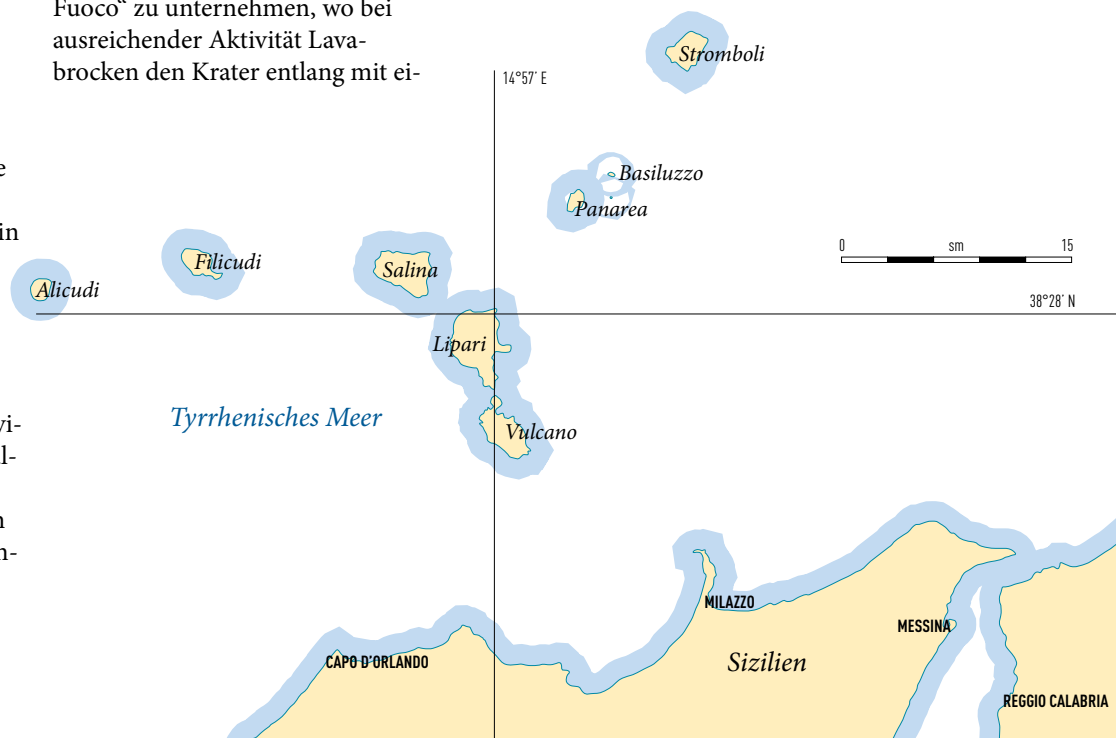 Fuoco“ zu unternehmen, wo bei
ausreichender Aktivität Lava-
brocken den Krater entlang mit ei-
e
in
vi-
l-
n
n-
Stromboli
14°57’ E
Basiluzzo
Panarea
0 sm 15
38°28’ N
Filicudi
Salina
Alicudi
Lipari
Tyrrhenisches Meer
Vulcano
MILAZZO
MESSINA
CAPO D’ORLANDO
Sizilien
REGGIO CALABRIA